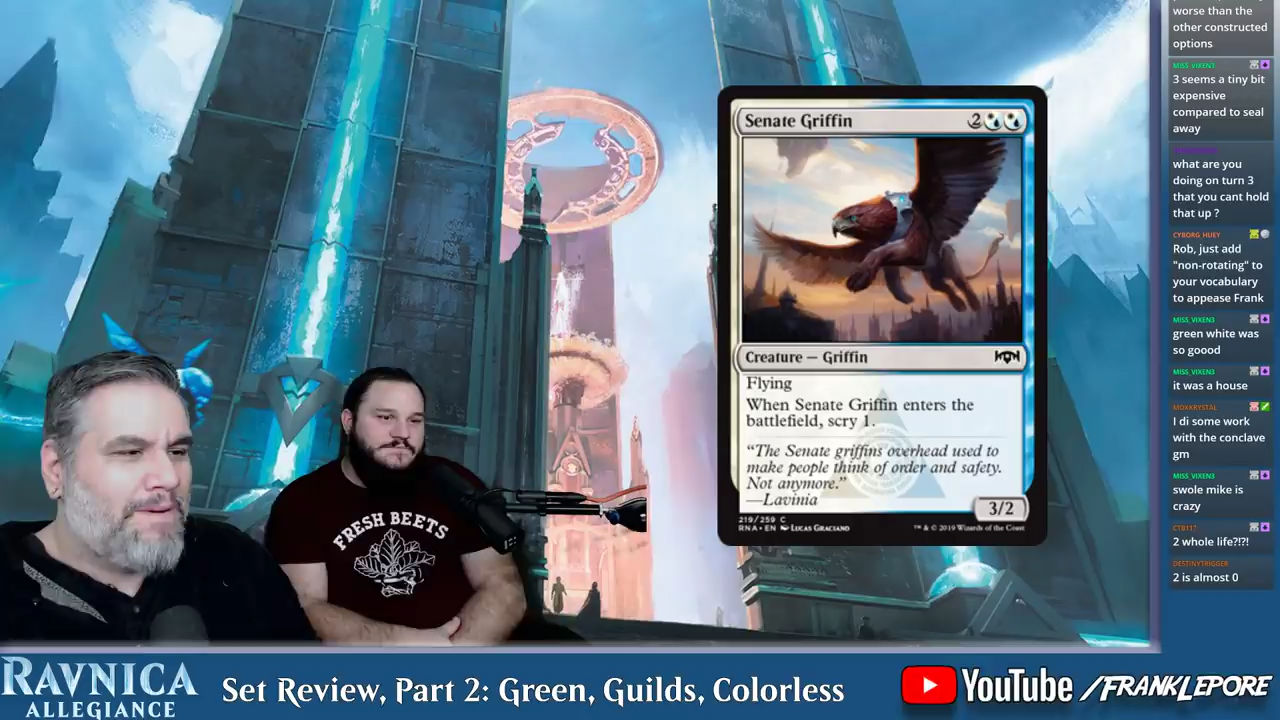 Senate Griffin
2
Creature — Griffin
Flying
When Senate Griffin enters the
battlefield, scry 1.
“The Senate griffins overhead used to
make people think of order and safety.
Not anymore.”
—Lavinia
3/2
219/259 C
RNA • EN LUCAS GRACIANO
™ & © 2019 Wizards of the Coast
FRESH BEETS
worse than the
other constructed
options
MISS_VIXEN3
3 seems a tiny bit
expensive
compared to seal
away
what are you
doing on turn 3
that you cant hold
that up ?
CYBORG HUEY
Rob, just add
"non-rotating" to
your vocabulary
to appease Frank
MISS_VIXEN3
green white was
so goood
MISS_VIXEN3
it was a house
MOXKRYSTAL
I di some work
with the conclave
gm
MISS_VIXEN3
swole mike is
crazy
CTB117
2 whole life?!?!
DESTINYTRIGGER
2 is almost 0
RAVNICA
ALLEGIANCE
Set Review, Part 2: Green, Guilds, Colorless
YouTube /FRANKLEPORE